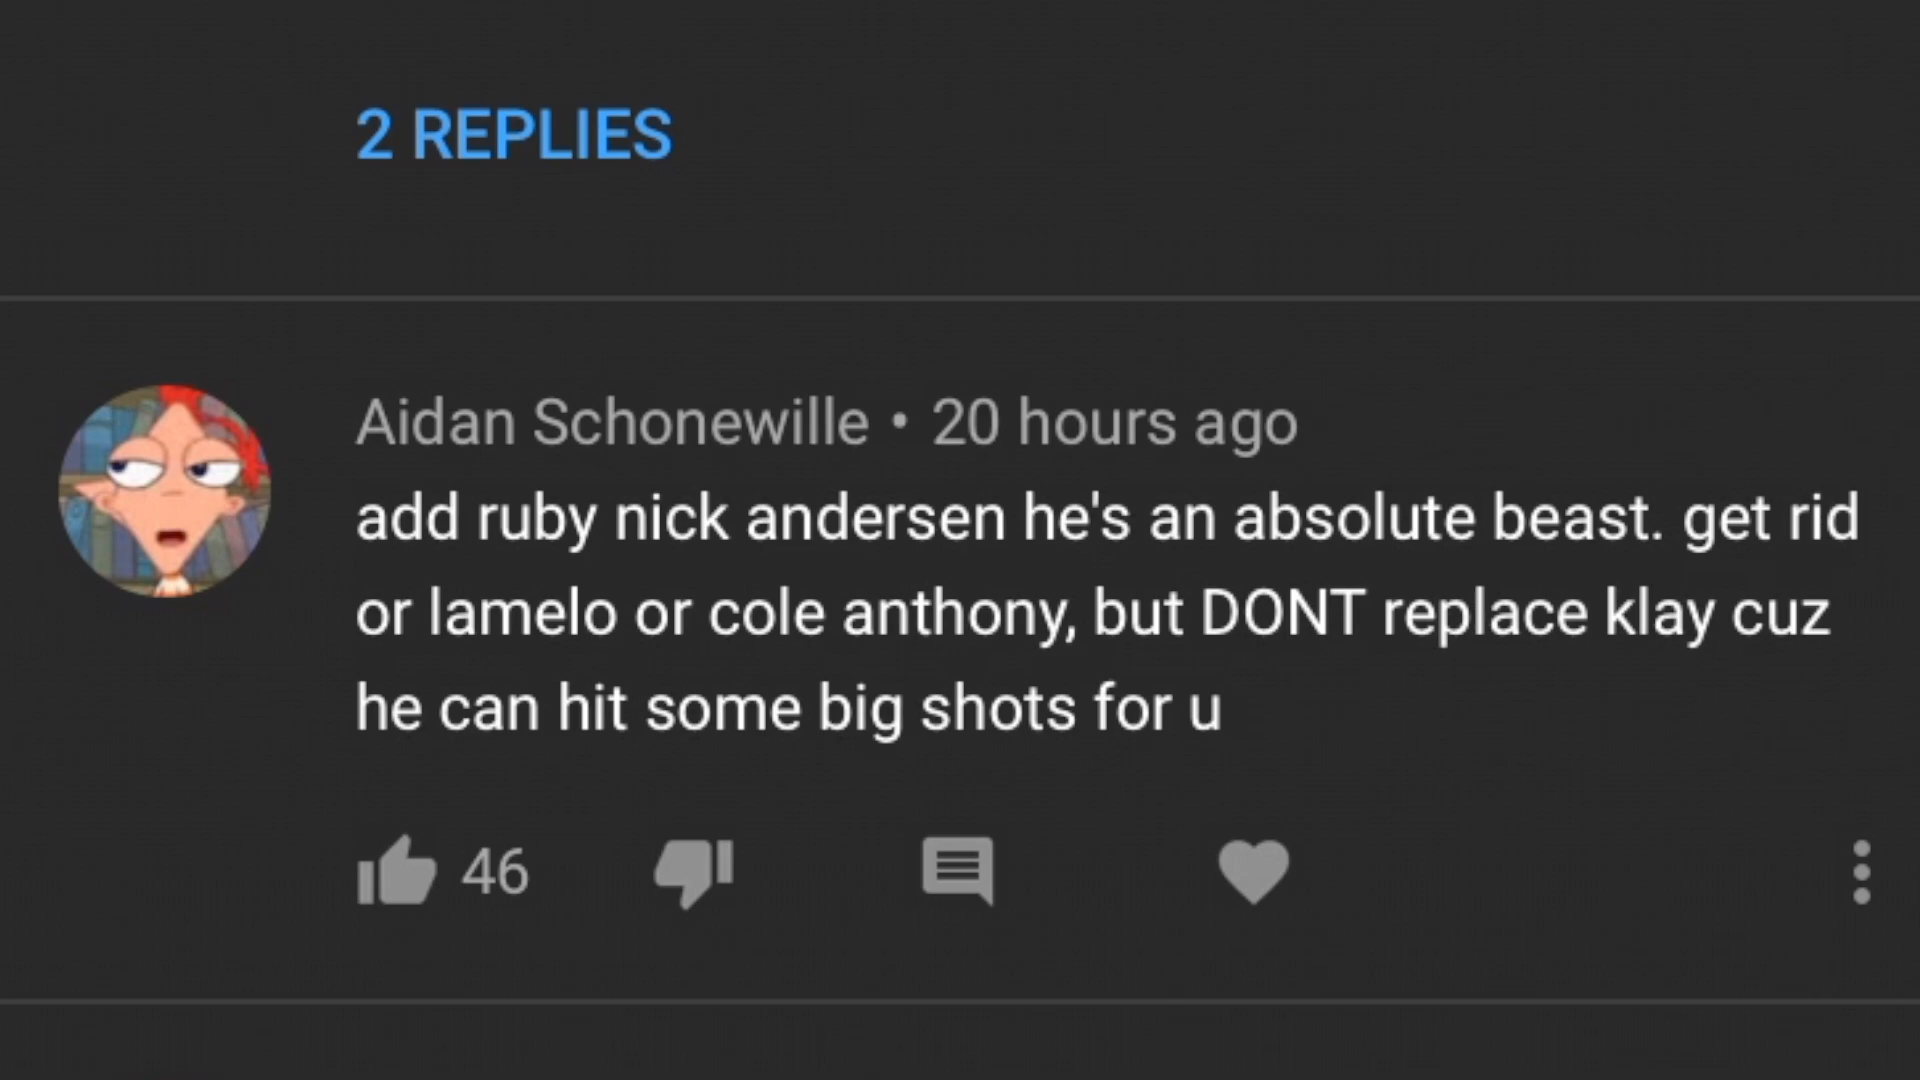 2 REPLIES
Aidan Schonewille • 20 hours ago
add ruby nick andersen he's an absolute beast. get rid
or lamelo or cole anthony, but DONT replace klay cuz
he can hit some big shots for u
46